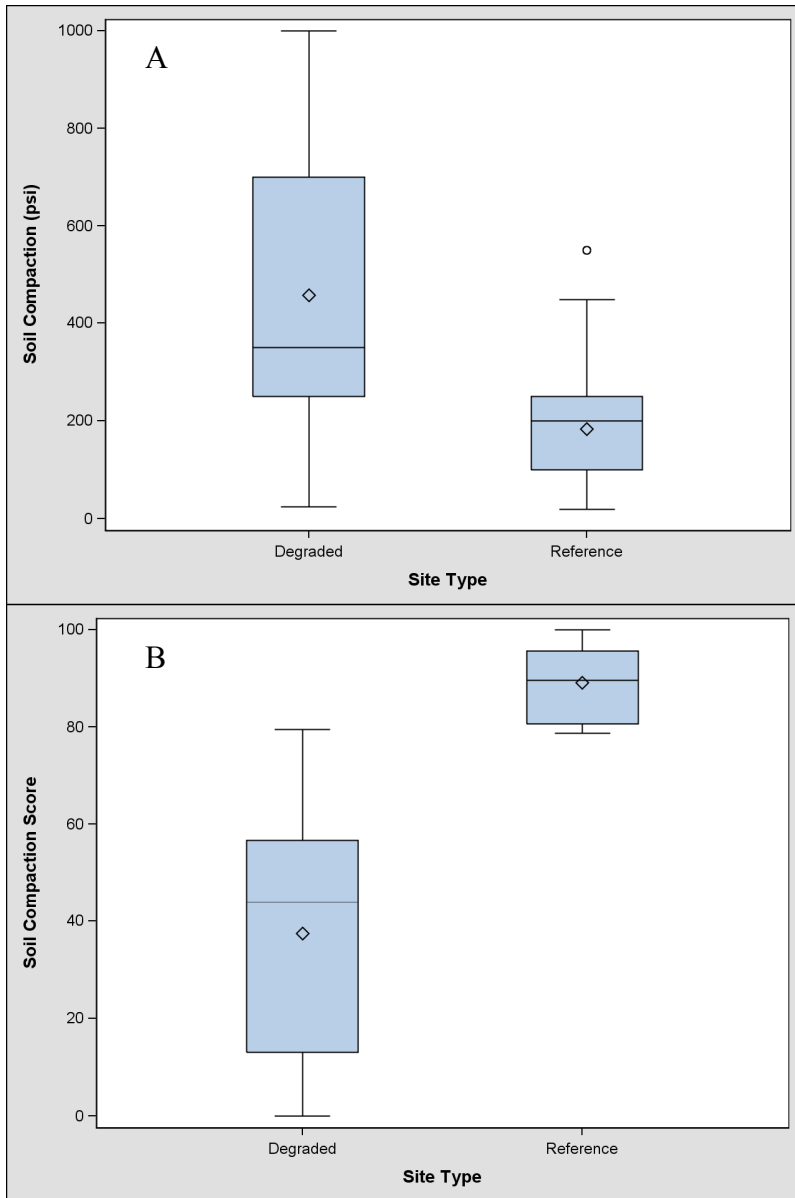 A
1000
800
600
400
200
0
Soil Compaction (psi)
Degraded Reference
Site Type
B
100
80
60
40
20
0
Soil Compaction Score
Degraded Reference
Site Type